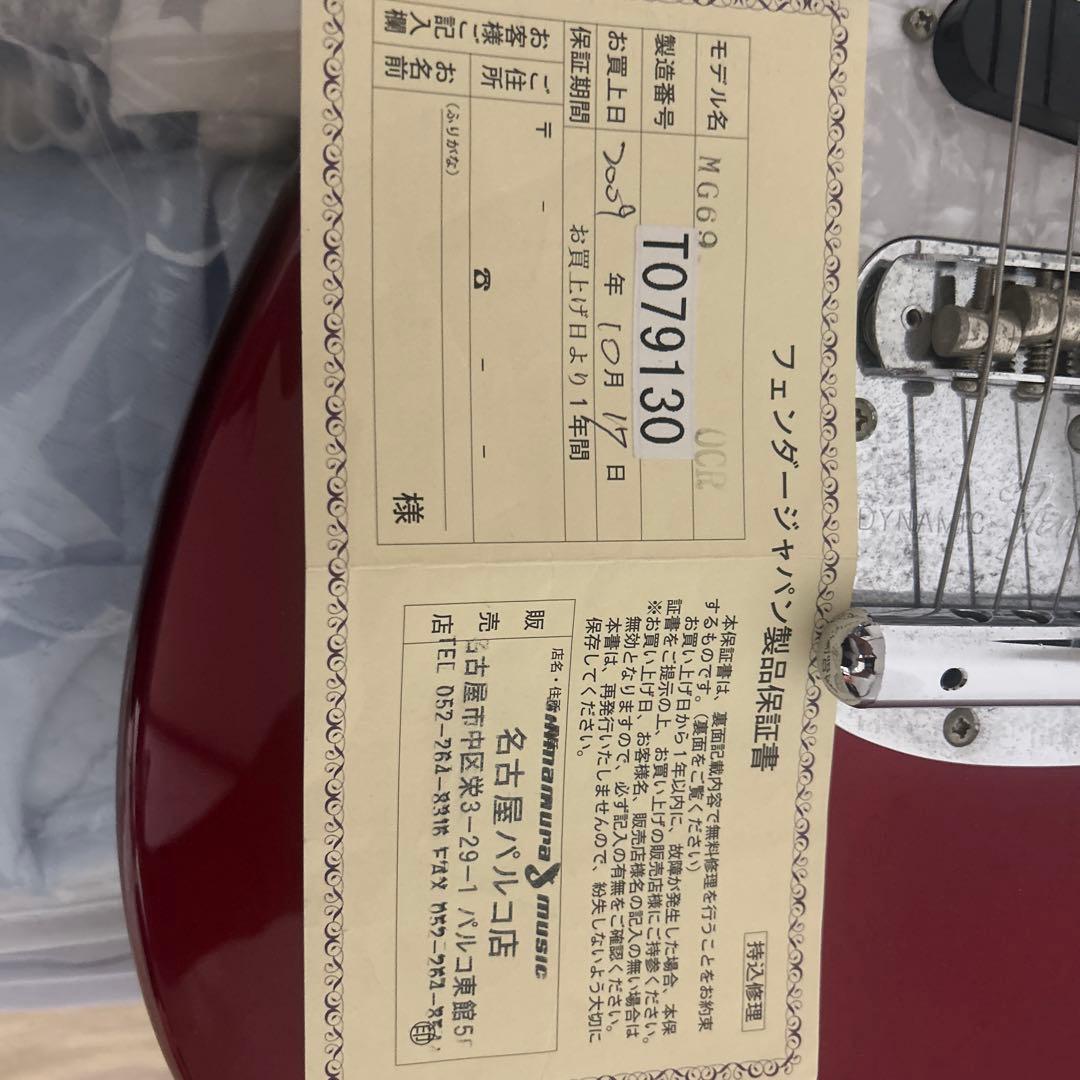 フェンダージャパン製品保証書
モデル名 MG69 OCR
製造番号 T079130
お買上日 2009 年 10月 17日
保証期間 お買上げ日より1年間
お客様ご記入欄
ご住所 〒 - ☎ - -
お名前 (ふりがな) 様
持込修理
本保証書は、裏面記載内容で無料修理を行うことをお約束
するものです。(裏面をご覧ください)
お買い上げ日から1年以内に、故障が発生した場合、本保
証書をご提示の上、お買い上げの販売店様にご持参ください。
※お買い上げ日、お客様名、販売店様名の記入の無い場合は
無効となりますので、必ず記入の有無をご確認ください。
本書は、再発行いたしませんので、紛失しないよう大切に
保存してください。
販売店
店名・住所
music
名古屋パルコ店
名古屋市中区栄3-29-1 パルコ東館5F
TEL 052-264-8316 FAX 052-264-
印
DYNAMIC